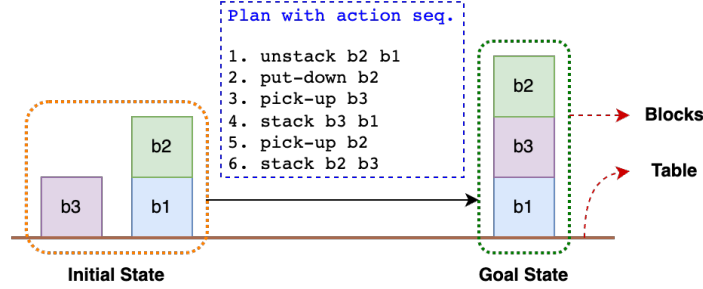 Plan with action seq.
1. unstack b2 b1
2. put-down b2
3. pick-up b3
4. stack b3 b1
5. pick-up b2
6. stack b2 b3
b2
b3
b1
b2
b3
b1
Blocks
Table
Initial State
Goal State